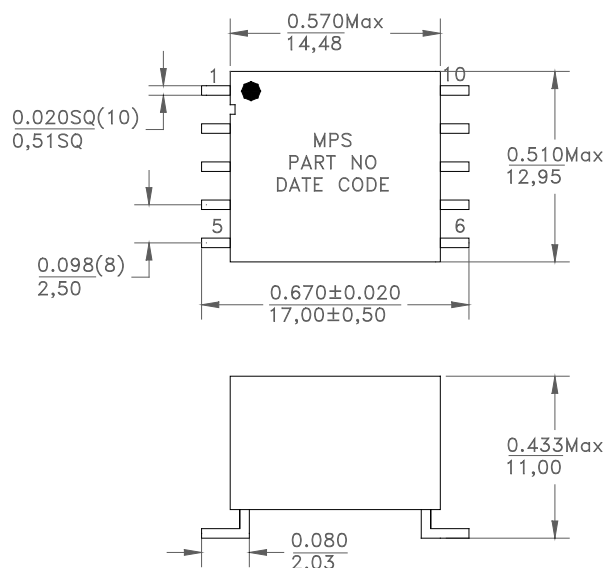 0.570Max
14,48
1
10
0.020SQ(10)
0,51SQ
MPS
PART NO
DATE CODE
0.510Max
12,95
5
6
0.098(8)
2,50
0.670±0.020
17,00±0,50
0.433Max
11,00
0.080
2.03